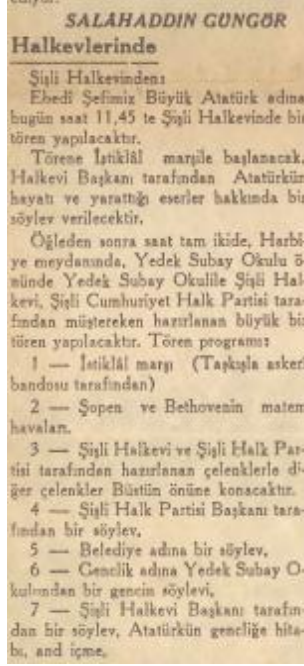 SALÂHADDIN GÜNGÖR
Halkevlerinde
Şişli Halkevinden:
Ebedî Şefimiz Büyük Atatürk adına
bugün saat 11,45 te Şişli Halkevinde bir
tören yapılacaktır.
Törene İstiklâl marşile başlanacak,
Halkevi Başkanı tarafından Atatürkün
hayatı ve yarattığı eserler hakkında bir
söylev verilecektir.
Öğleden sonra saat tam ikide, Harbi-
ye meydanında, Yedek Subay Okulu ö-
nünde Yedek Subay Okulile Şişli Hal-
kevi, Şişli Cumhuriyet Halk Partisi tara-
fından müştereken hazırlanan büyük bir
tören yapılacaktır. Tören programı:
1 — İstiklâl marşı (Taşkışla askerî
bandosu tarafından)
2 — Şopen ve Bethovenin matem
havaları.
3 — Şişli Halkevi ve Şişli Halk Par-
tisi tarafından hazırlanan çelenklerle di-
ğer çelenkler Büstün önüne konacaktır.
4 — Şişli Halk Partisi Başkanı tara-
fından bir söylev,
5 — Belediye adına bir söylev,
6 — Gençlik adına Yedek Subay O-
kulundan bir gencin söylevi,
7 — Şişli Halkevi Başkanı tarafın-
dan bir söylev, Atatürkün gençliğe hita-
bı, and içme.